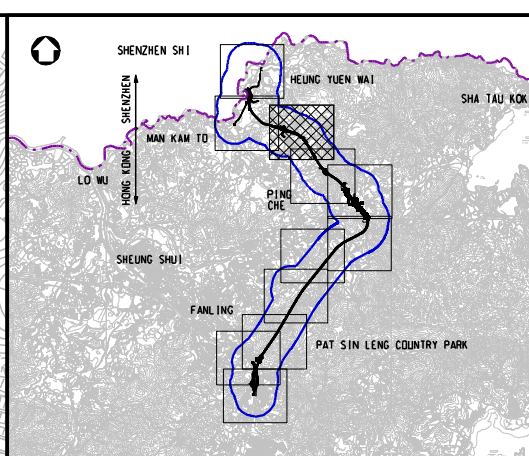 SHENZHEN SHI
HEUNG YUEN WAI
SHA TAU KOK
SHENZHEN
HONG KONG
MAN KAM TO
LO WU
PING
CHE
SHEUNG SHUI
FANLING
PAT SIN LENG COUNTRY PARK